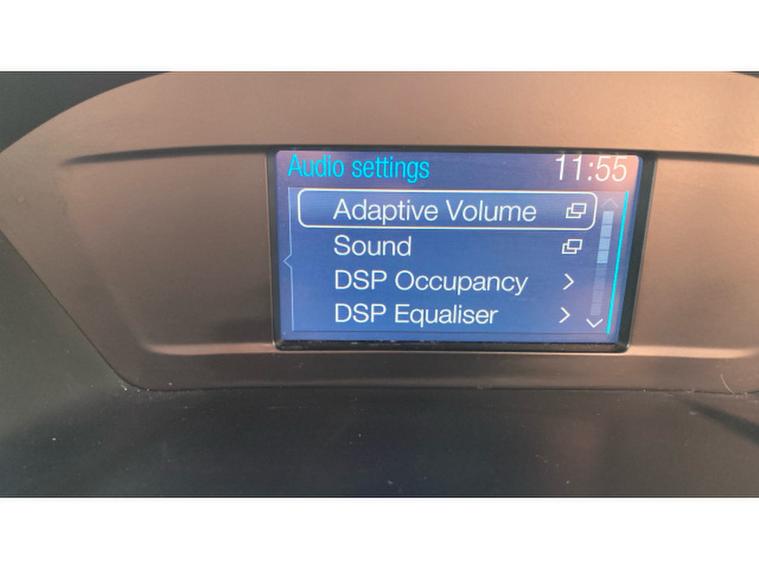 Audio settings 11:55
Adaptive Volume
Sound
DSP Occupancy
DSP Equaliser